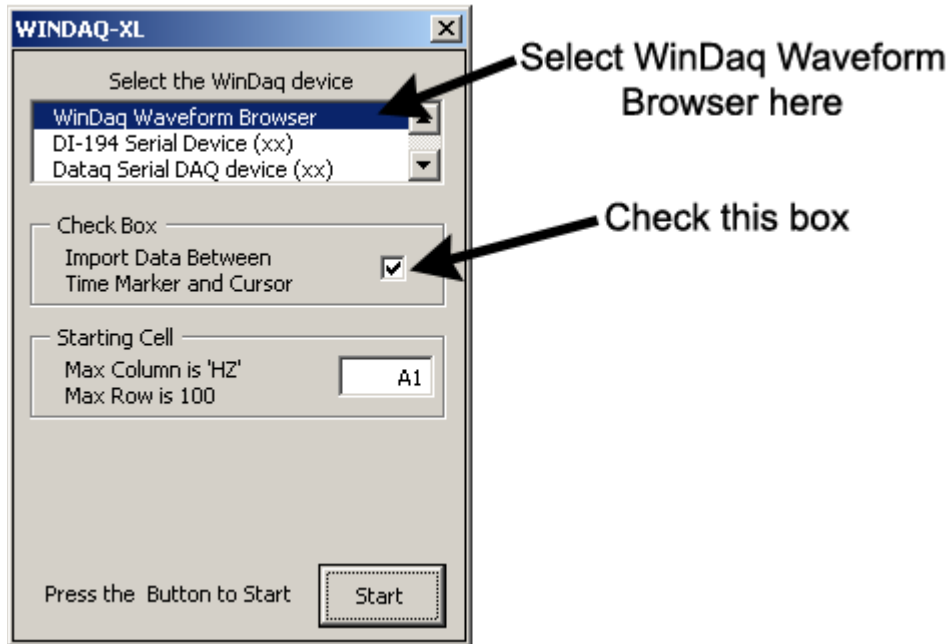 WINDAQ-XL
Select the WinDaq device
WinDaq Waveform Browser
DI-194 Serial Device (xx)
Dataq Serial DAQ device (xx)
Select WinDaq Waveform
Browser here
Check Box
Import Data Between
Time Marker and Cursor
Check this box
Starting Cell
Max Column is 'HZ'
Max Row is 100
A1
Press the Button to Start
Start